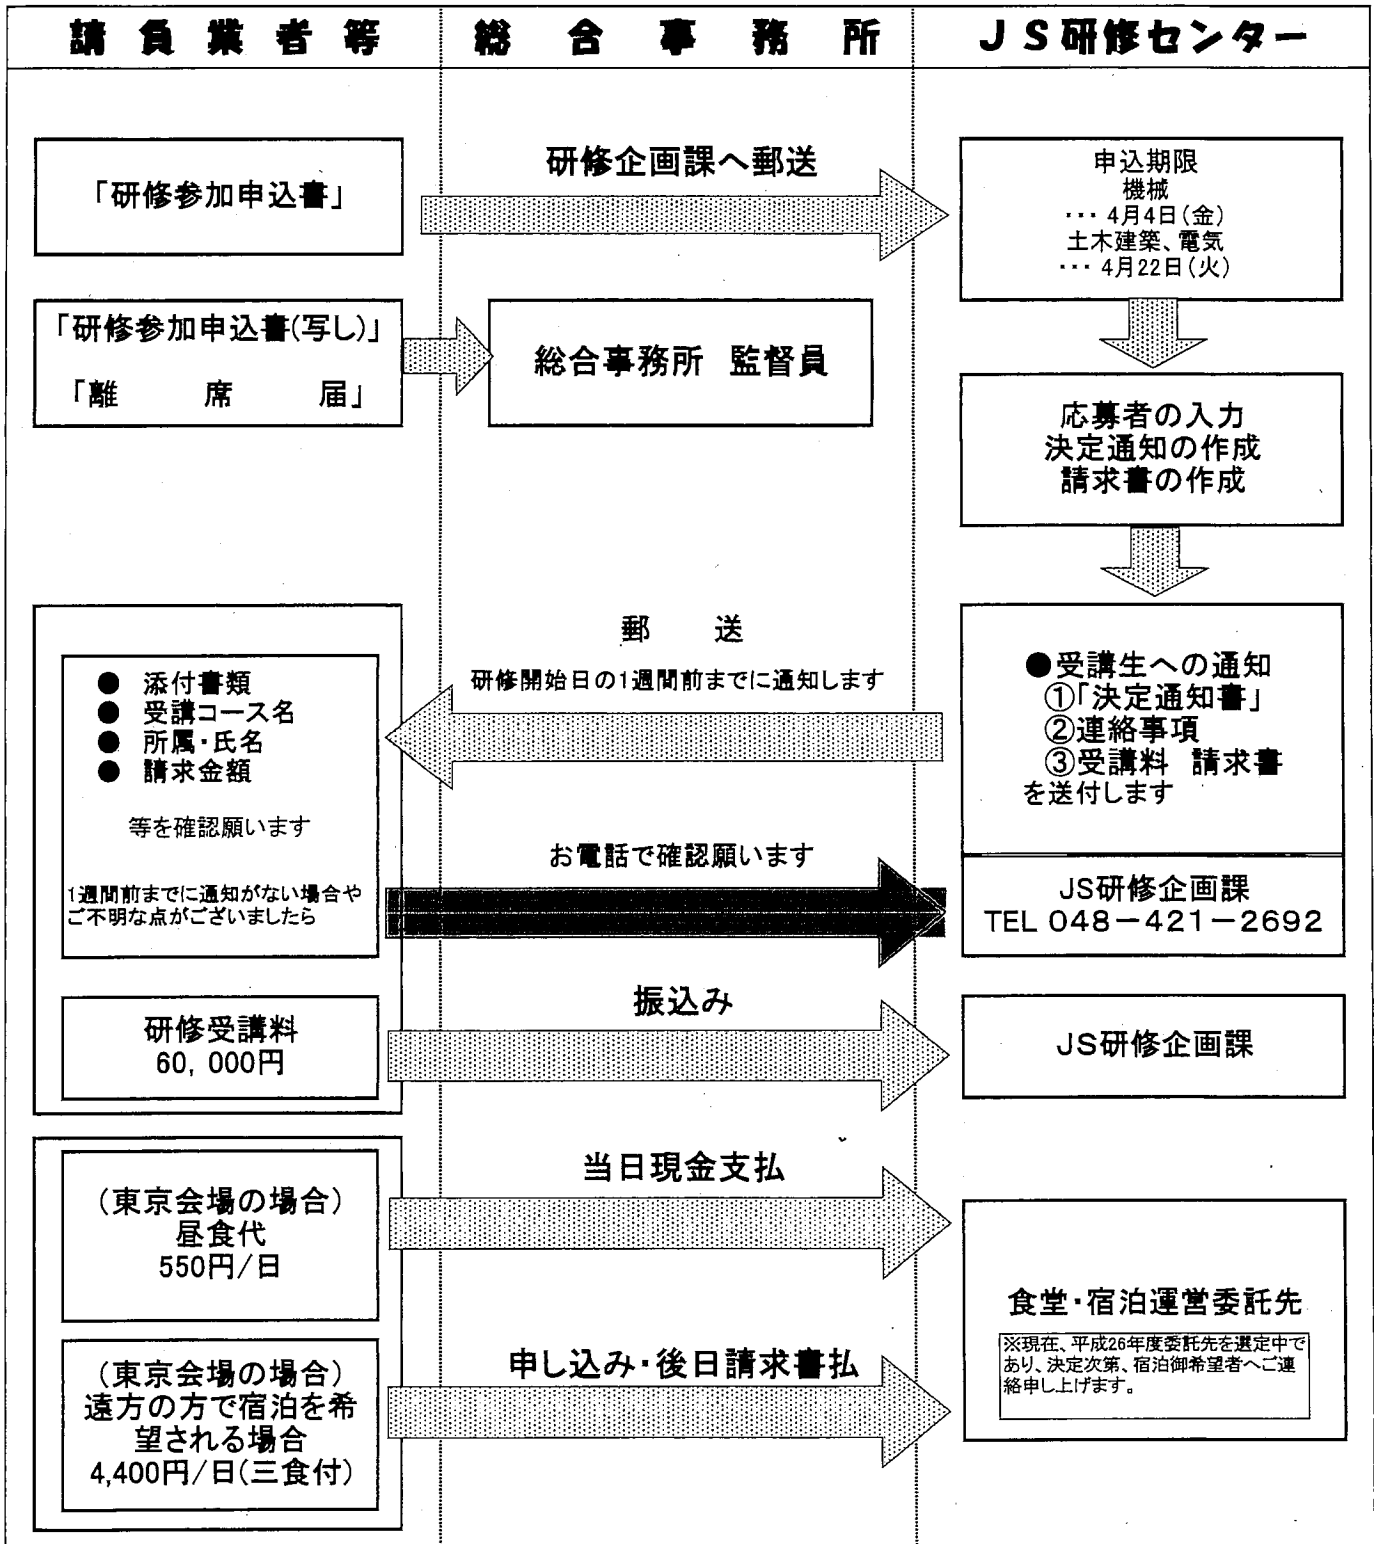 請負業者等
総合事務所
JS研修センター
「研修参加申込書」
研修企画課へ郵送
申込期限
機械
… 4月4日(金)
土木建築、電気
… 4月22日(火)
「研修参加申込書(写し)」
「離席届」
総合事務所 監督員
応募者の入力
決定通知の作成
請求書の作成
郵 送
研修開始日の1週間前までに通知します
● 添付書類
● 受講コース名
● 所属・氏名
● 請求金額
等を確認願います
1週間前までに通知がない場合や
ご不明な点がございましたら
●受講生への通知
①「決定通知書」
②連絡事項
③受講料 請求書
を送付します
お電話で確認願います
JS研修企画課
TEL 048-421-2692
研修受講料
60,000円
振込み
JS研修企画課
(東京会場の場合)
昼食代
550円/日
当日現金支払
(東京会場の場合)
遠方の方で宿泊を希
望される場合
4,400円/日(三食付)
申し込み・後日請求書払
食堂・宿泊運営委託先
※現在、平成26年度委託先を選定中で
あり、決定次第、宿泊御希望者へご連
絡申し上げます。